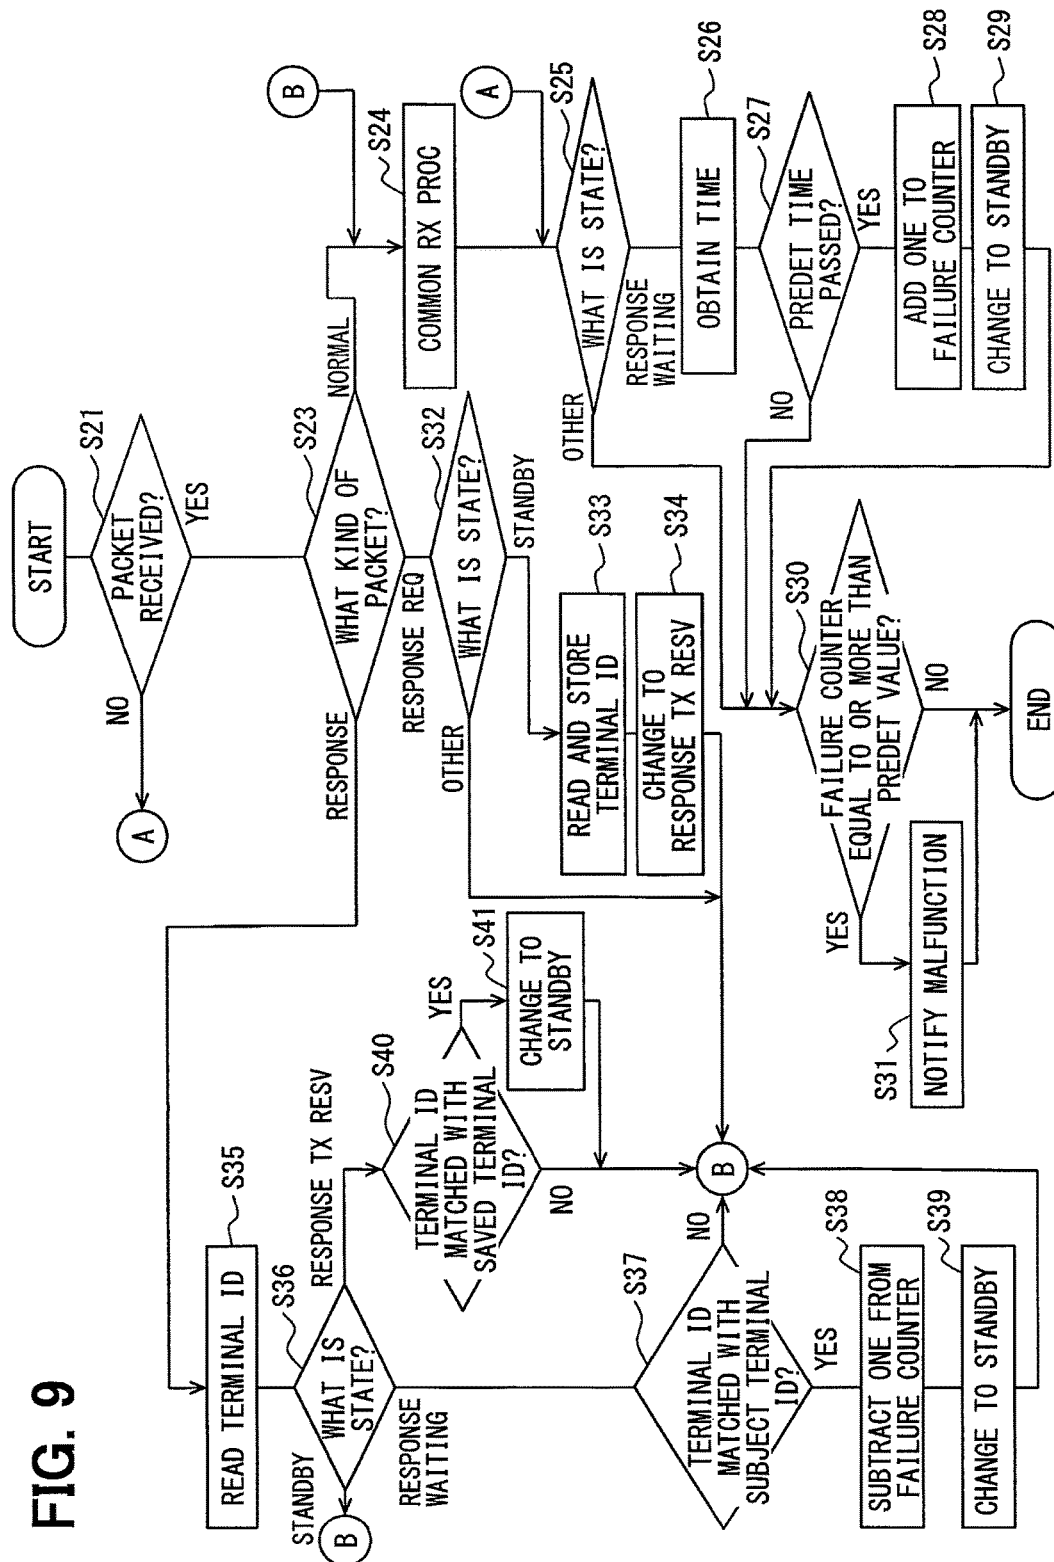 FIG. 9
START
S21
PACKET
RECEIVED?
NO
YES
A
S23
WHAT KIND OF
PACKET?
RESPONSE
NORMAL
RESPONSE REQ
B
S24
COMMON RX PROC
A
S25
WHAT IS STATE?
OTHER
RESPONSE
WAITING
S26
OBTAIN TIME
S27
PREDET TIME
PASSED?
NO
YES
S28
ADD ONE TO
FAILURE COUNTER
S29
CHANGE TO STANDBY
S32
WHAT IS STATE?
OTHER
STANDBY
S33
READ AND STORE
TERMINAL ID
S34
CHANGE TO
RESPONSE TX RESV
S30
FAILURE COUNTER
EQUAL TO OR MORE THAN
PREDET VALUE?
YES
NO
S31
NOTIFY MALFUNCTION
END
S35
READ TERMINAL ID
S36
WHAT IS
STATE?
STANDBY
B
RESPONSE TX RESV
RESPONSE
WAITING
S40
TERMINAL ID
MATCHED WITH
SAVED TERMINAL
ID?
YES
NO
S41
CHANGE TO
STANDBY
B
S37
TERMINAL ID
MATCHED WITH
SUBJECT TERMINAL
ID?
NO
YES
S38
SUBTRACT ONE FROM
FAILURE COUNTER
S39
CHANGE TO STANDBY